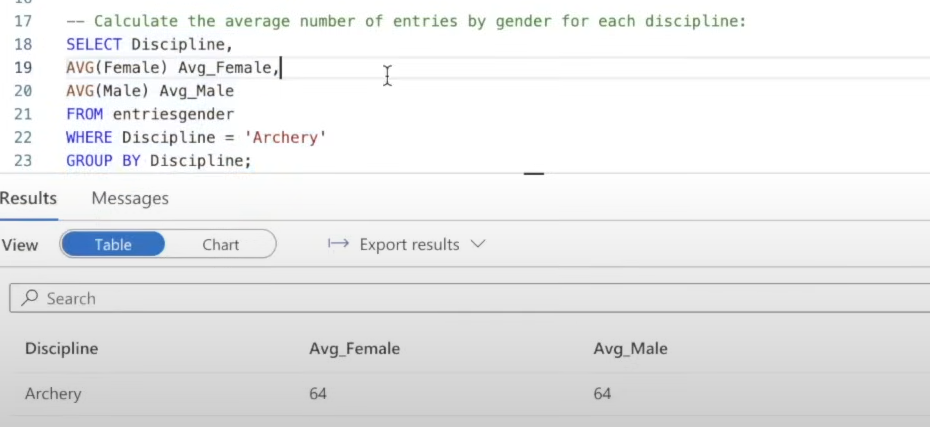 17 -- Calculate the average number of entries by gender for each discipline:
18 SELECT Discipline,
19 AVG(Female) Avg_Female,
20 AVG(Male) Avg_Male
21 FROM entriesgender
22 WHERE Discipline = 'Archery'
23 GROUP BY Discipline;
Results Messages
View Table Chart Export results
Search
Discipline Avg_Female Avg_Male
Archery 64 64